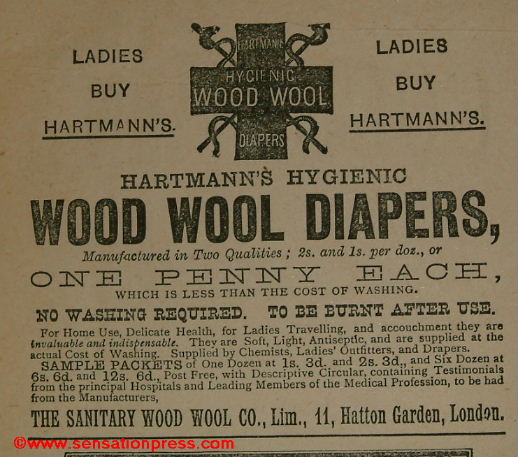 LADIES
BUY
HARTMANN'S.
HARTMANN'S
HYGIENIC
WOOD WOOL
DIAPERS
LADIES
BUY
HARTMANN'S.
HARTMANN'S HYGIENIC
WOOD WOOL DIAPERS,
Manufactured in Two Qualities; 2s. and 1s. per doz., or
ONE PENNY EACH,
WHICH IS LESS THAN THE COST OF WASHING.
NO WASHING REQUIRED. TO BE BURNT AFTER USE.
For Home Use, Delicate Health, for Ladies Travelling, and accouchment they are
invaluable and indispensable. They are Soft, Light, Antiseptic, and are supplied at the
actual Cost of Washing. Supplied by Chemists, Ladies' Outfitters, and Drapers.
SAMPLE PACKETS of One Dozen at 1s. 3d. and 2s. 3d., and Six Dozen at
6s. 6d. and 12s. 6d., Post Free, with Descriptive Circular, containing Testimonials
from the principal Hospitals and Leading Members of the Medical Profession, to be had
from the Manufacturers,
THE SANITARY WOOD WOOL CO., Lim., 11, Hatton Garden, London.
©www.sensationpress.com